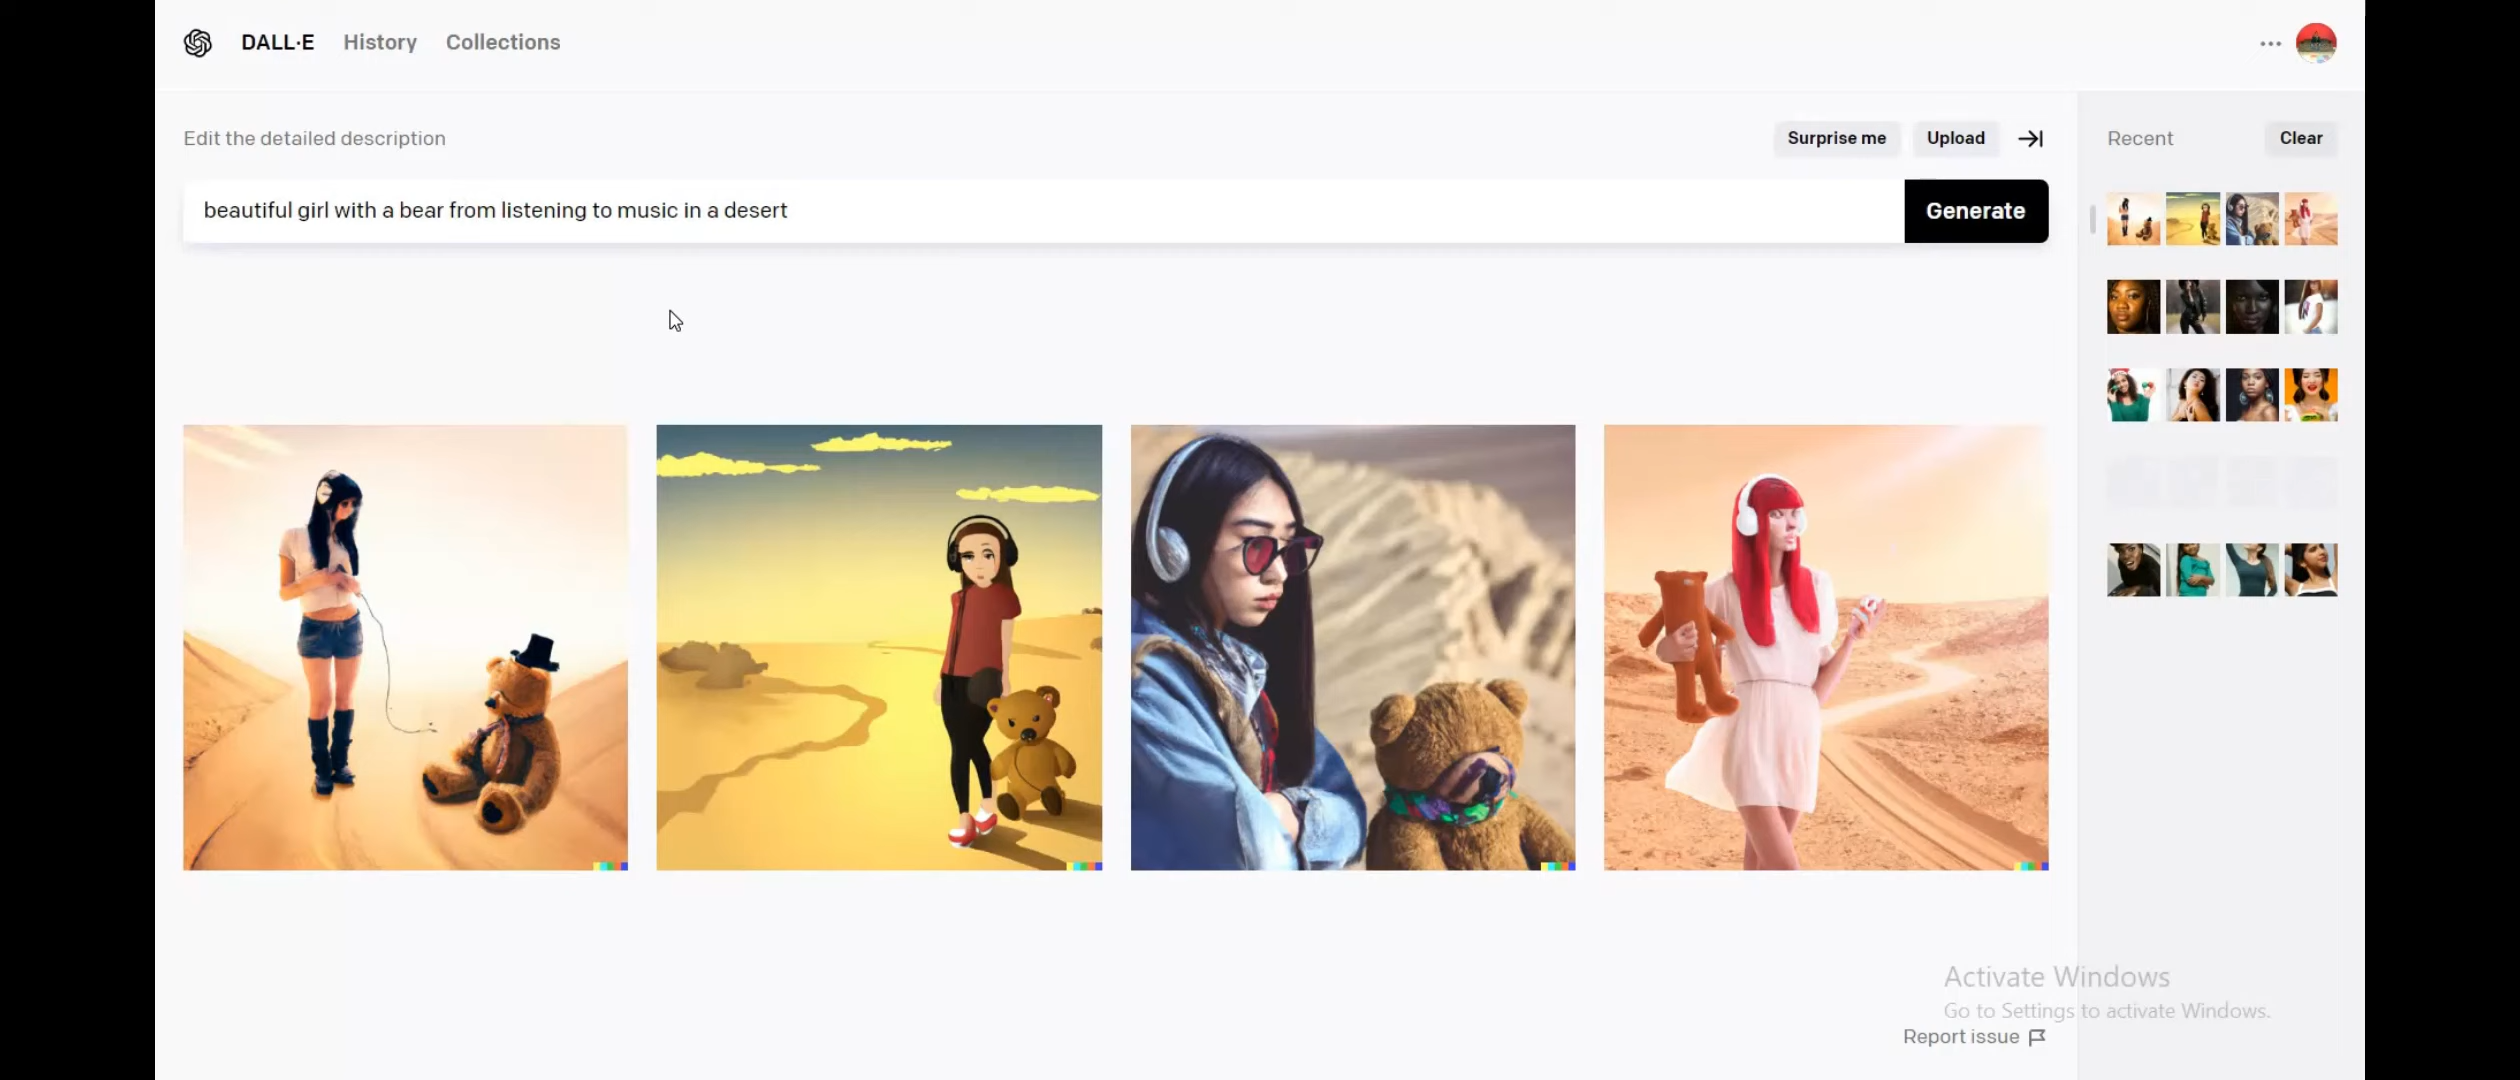 DALL·E History Collections
Edit the detailed description
Surprise me
Upload
Recent
Clear
beautiful girl with a bear from listening to music in a desert
Generate
Activate Windows
Go to Settings to activate Windows.
Report issue